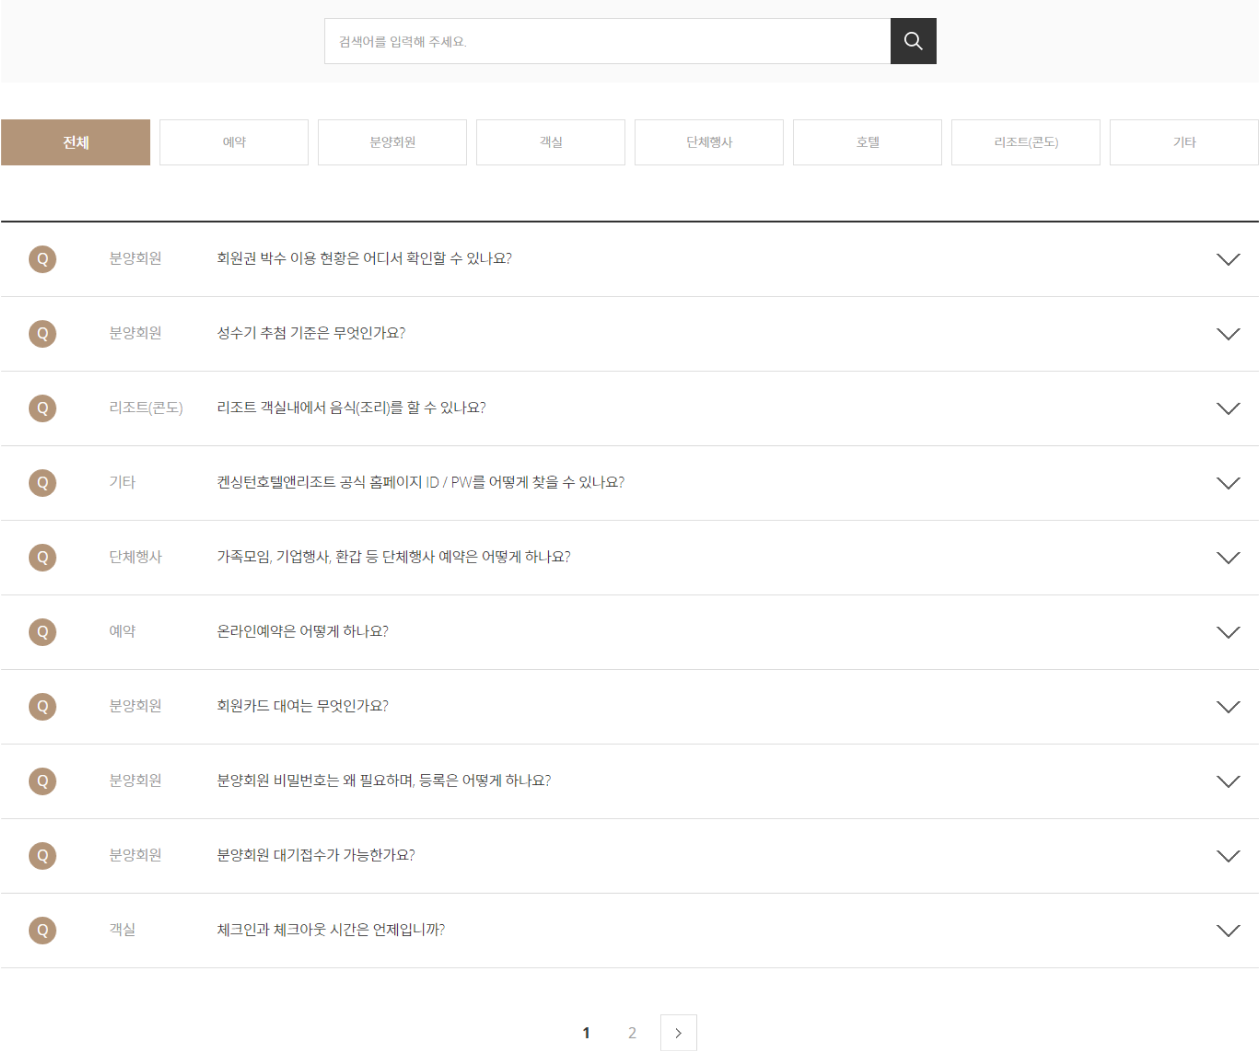 검색어를 입력해 주세요.
전체 예약 분양회원 객실 단체행사 호텔 리조트(콘도) 기타
Q 분양회원 회원권 박수 이용 현황은 어디서 확인할 수 있나요?
Q 분양회원 성수기 추첨 기준은 무엇인가요?
Q 리조트(콘도) 리조트 객실내에서 음식(조리)를 할 수 있나요?
Q 기타 켄싱턴호텔앤리조트 공식 홈페이지 ID / PW를 어떻게 찾을 수 있나요?
Q 단체행사 가족모임, 기업행사, 환갑 등 단체행사 예약은 어떻게 하나요?
Q 예약 온라인예약은 어떻게 하나요?
Q 분양회원 회원카드 대여는 무엇인가요?
Q 분양회원 분양회원 비밀번호는 왜 필요하며, 등록은 어떻게 하나요?
Q 분양회원 분양회원 대기접수가 가능한가요?
Q 객실 체크인과 체크아웃 시간은 언제입니까?
1 2 >